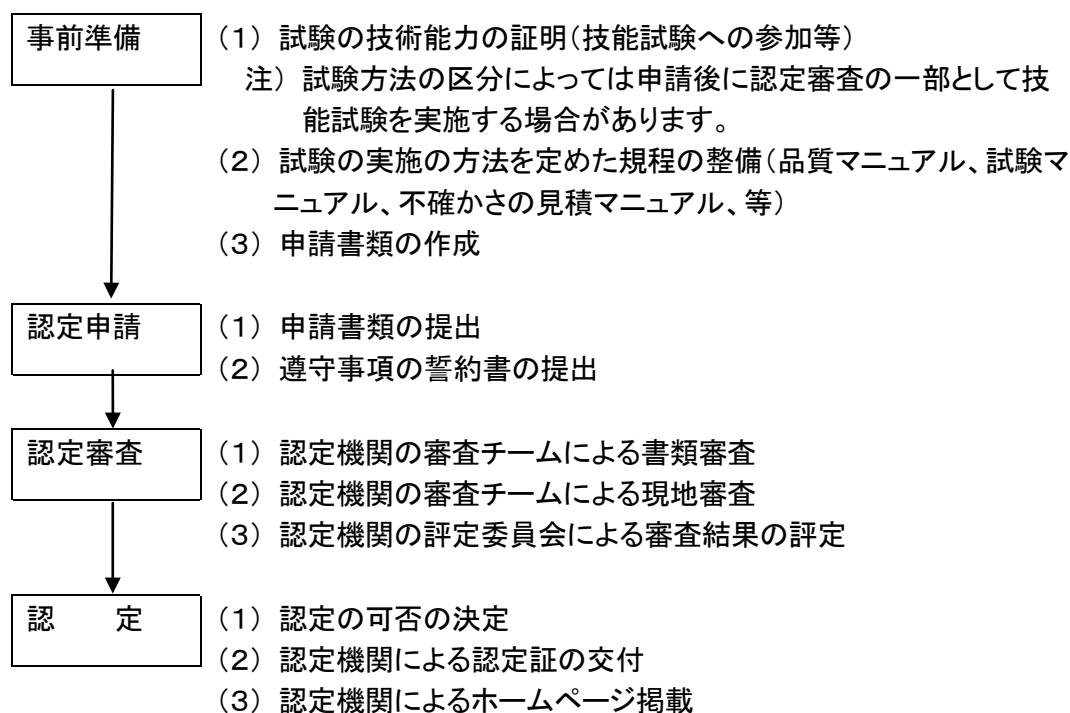 事前準備 (1) 試験の技術能力の証明(技能試験への参加等)
注) 試験方法の区分によっては申請後に認定審査の一部として技
能試験を実施する場合があります。
(2) 試験の実施の方法を定めた規程の整備(品質マニュアル、試験マ
ニュアル、不確かさの見積マニュアル、等)
(3) 申請書類の作成
認定申請 (1) 申請書類の提出
(2) 遵守事項の誓約書の提出
認定審査 (1) 認定機関の審査チームによる書類審査
(2) 認定機関の審査チームによる現地審査
(3) 認定機関の評定委員会による審査結果の評定
認 定 (1) 認定の可否の決定
(2) 認定機関による認定証の交付
(3) 認定機関によるホームページ掲載